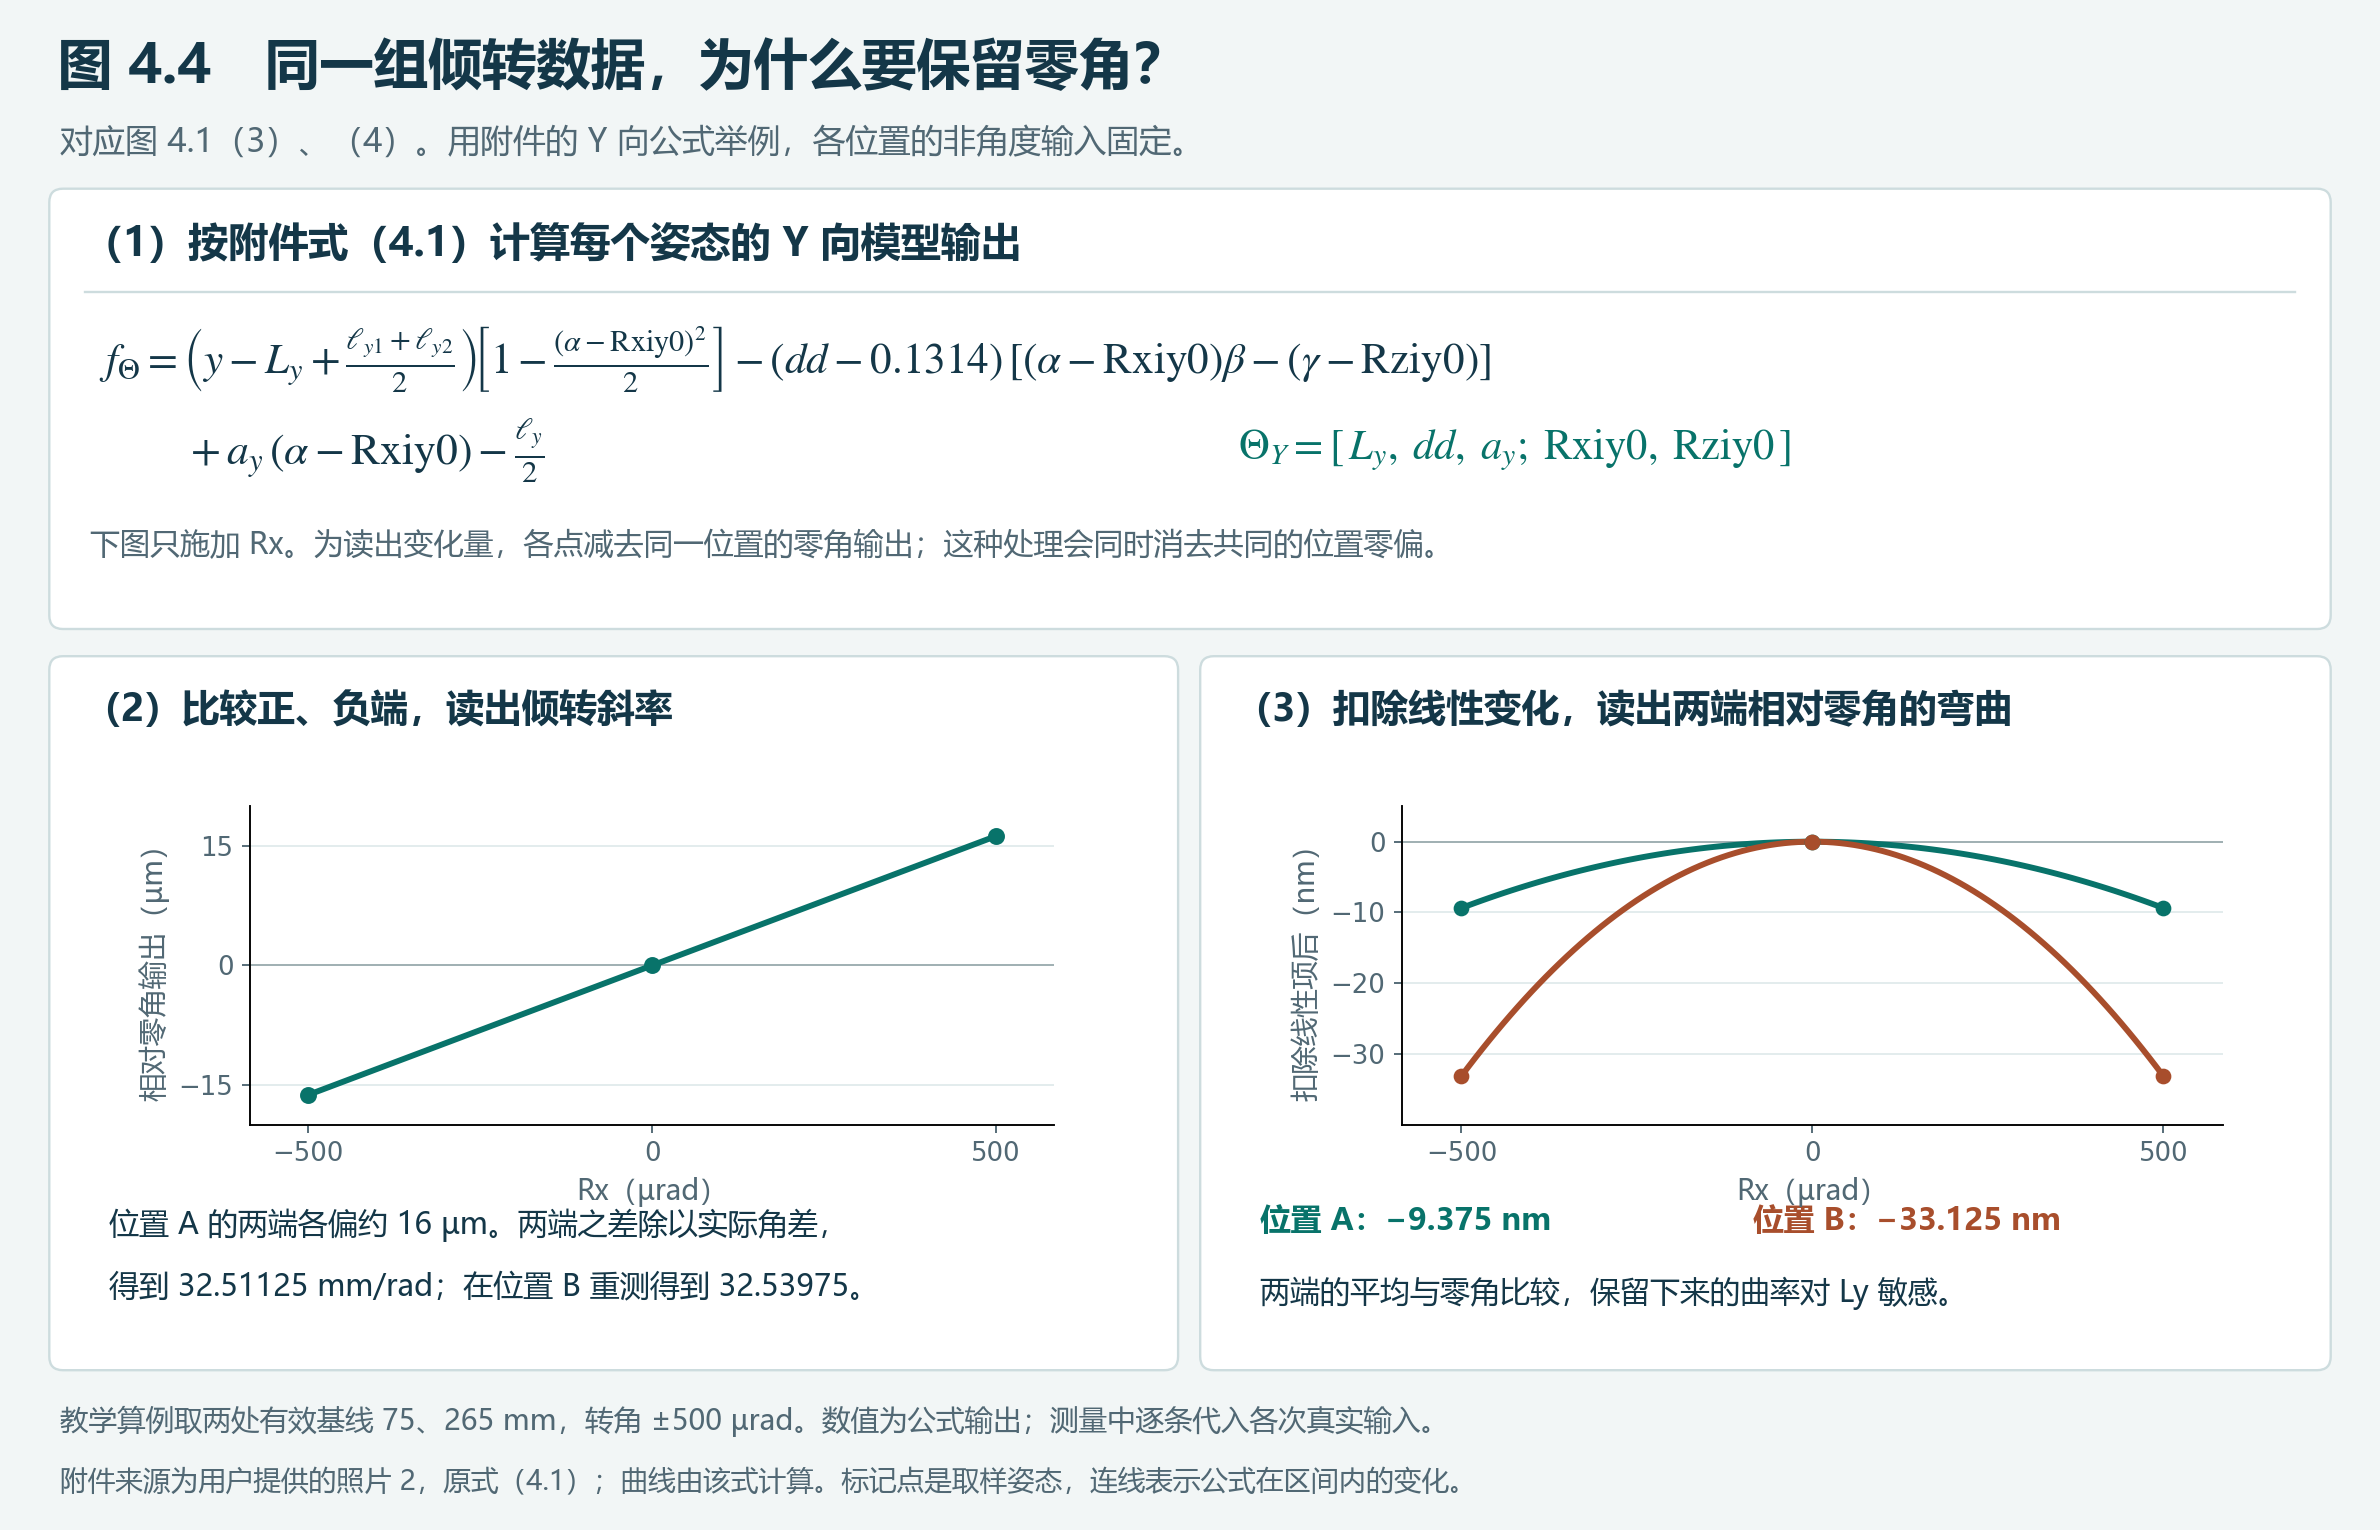 图 4.4 同一组倾转数据，为什么要保留零角？
对应图 4.1（3）、（4）。用附件的 Y 向公式举例，各位置的非角度输入固定。
（1）按附件式（4.1）计算每个姿态的 Y 向模型输出
f_Θ = (y − L_y + (ℓ_y1 + ℓ_y2)/2)[1 − (α − Rxiy0)²/2] − (dd − 0.1314) [(α − Rxiy0)β − (γ − Rziy0)]
+ a_y (α − Rxiy0) − ℓ_y/2
Θ_Y = [L_y, dd, a_y; Rxiy0, Rziy0]
下图只施加 Rx。为读出变化量，各点减去同一位置的零角输出；这种处理会同时消去共同的位置零偏。
（2）比较正、负端，读出倾转斜率
相对零角输出（μm）
15
0
−15
−500
0
500
Rx（μrad）
位置 A 的两端各偏约 16 μm。两端之差除以实际角差，
得到 32.51125 mm/rad；在位置 B 重测得到 32.53975。
（3）扣除线性变化，读出两端相对零角的弯曲
扣除线性项后（nm）
0
−10
−20
−30
−500
0
500
Rx（μrad）
位置 A：−9.375 nm
位置 B：−33.125 nm
两端的平均与零角比较，保留下来的曲率对 Ly 敏感。
教学算例取两处有效基线 75、265 mm，转角 ±500 μrad。数值为公式输出；测量中逐条代入各次真实输入。
附件来源为用户提供的照片 2，原式（4.1）；曲线由该式计算。标记点是取样姿态，连线表示公式在区间内的变化。